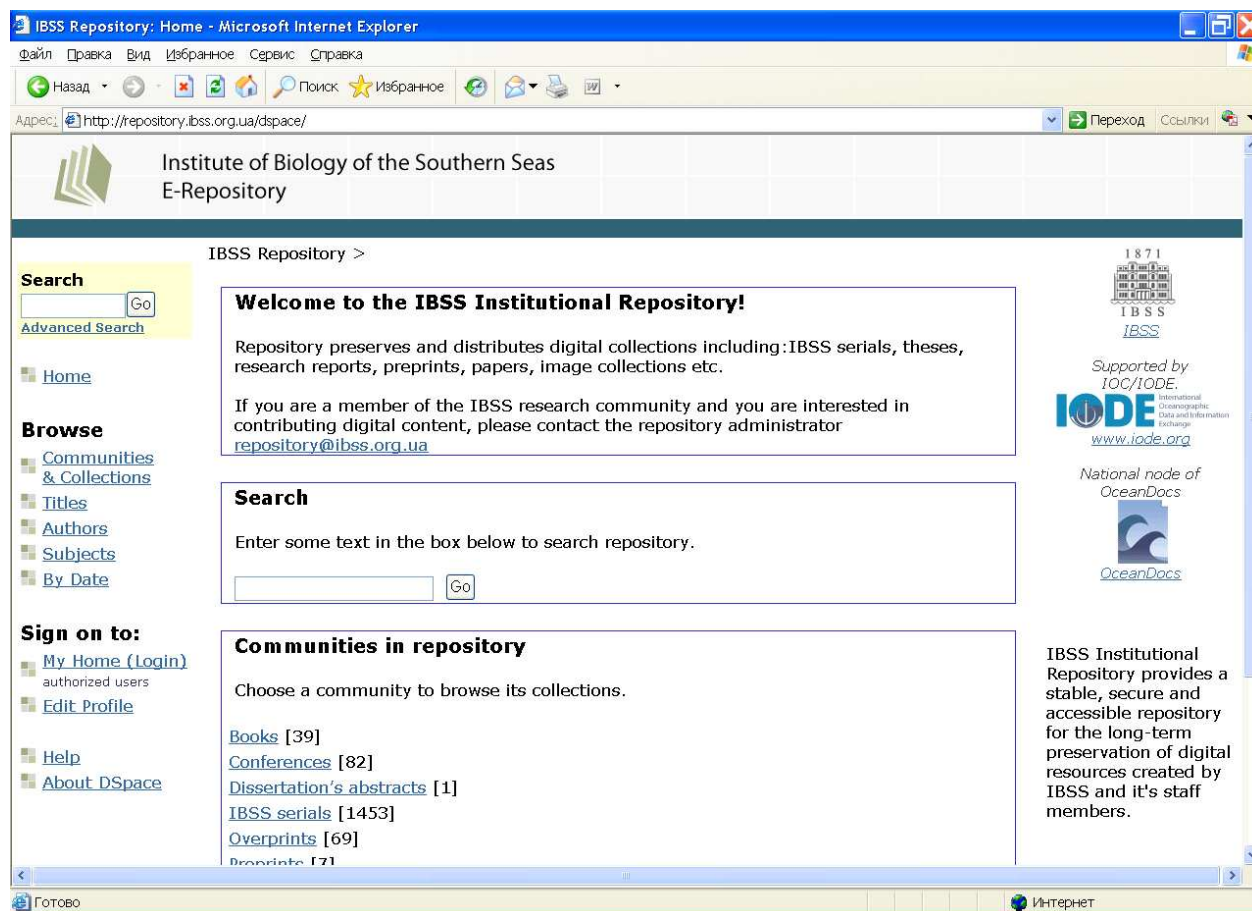 IBSS Repository: Home - Microsoft Internet Explorer
Файл Правка Вид Избранное Сервис Справка
Назад Поиск Избранное
Адрес: http://repository.ibss.org.ua/dspace/ Переход Ссылки
Institute of Biology of the Southern Seas
E-Repository
IBSS Repository >
Search
Go
Advanced Search
Home
Browse
Communities
& Collections
Titles
Authors
Subjects
By Date
Sign on to:
My Home (Login)
authorized users
Edit Profile
Help
About DSpace
Welcome to the IBSS Institutional Repository!
Repository preserves and distributes digital collections including:IBSS serials, theses,
research reports, preprints, papers, image collections etc.
If you are a member of the IBSS research community and you are interested in
contributing digital content, please contact the repository administrator
repository@ibss.org.ua
Search
Enter some text in the box below to search repository.
Go
Communities in repository
Choose a community to browse its collections.
Books [39]
Conferences [82]
Dissertation's abstracts [1]
IBSS serials [1453]
Overprints [69]
Preprints [7]
1871
IBSS
IBSS
Supported by
IOC/IODE.
IODE
International
Oceanographic
Data and Information
Exchange
www.iode.org
National node of
OceanDocs
OceanDocs
IBSS Institutional
Repository provides a
stable, secure and
accessible repository
for the long-term
preservation of digital
resources created by
IBSS and it's staff
members.
Готово Интернет